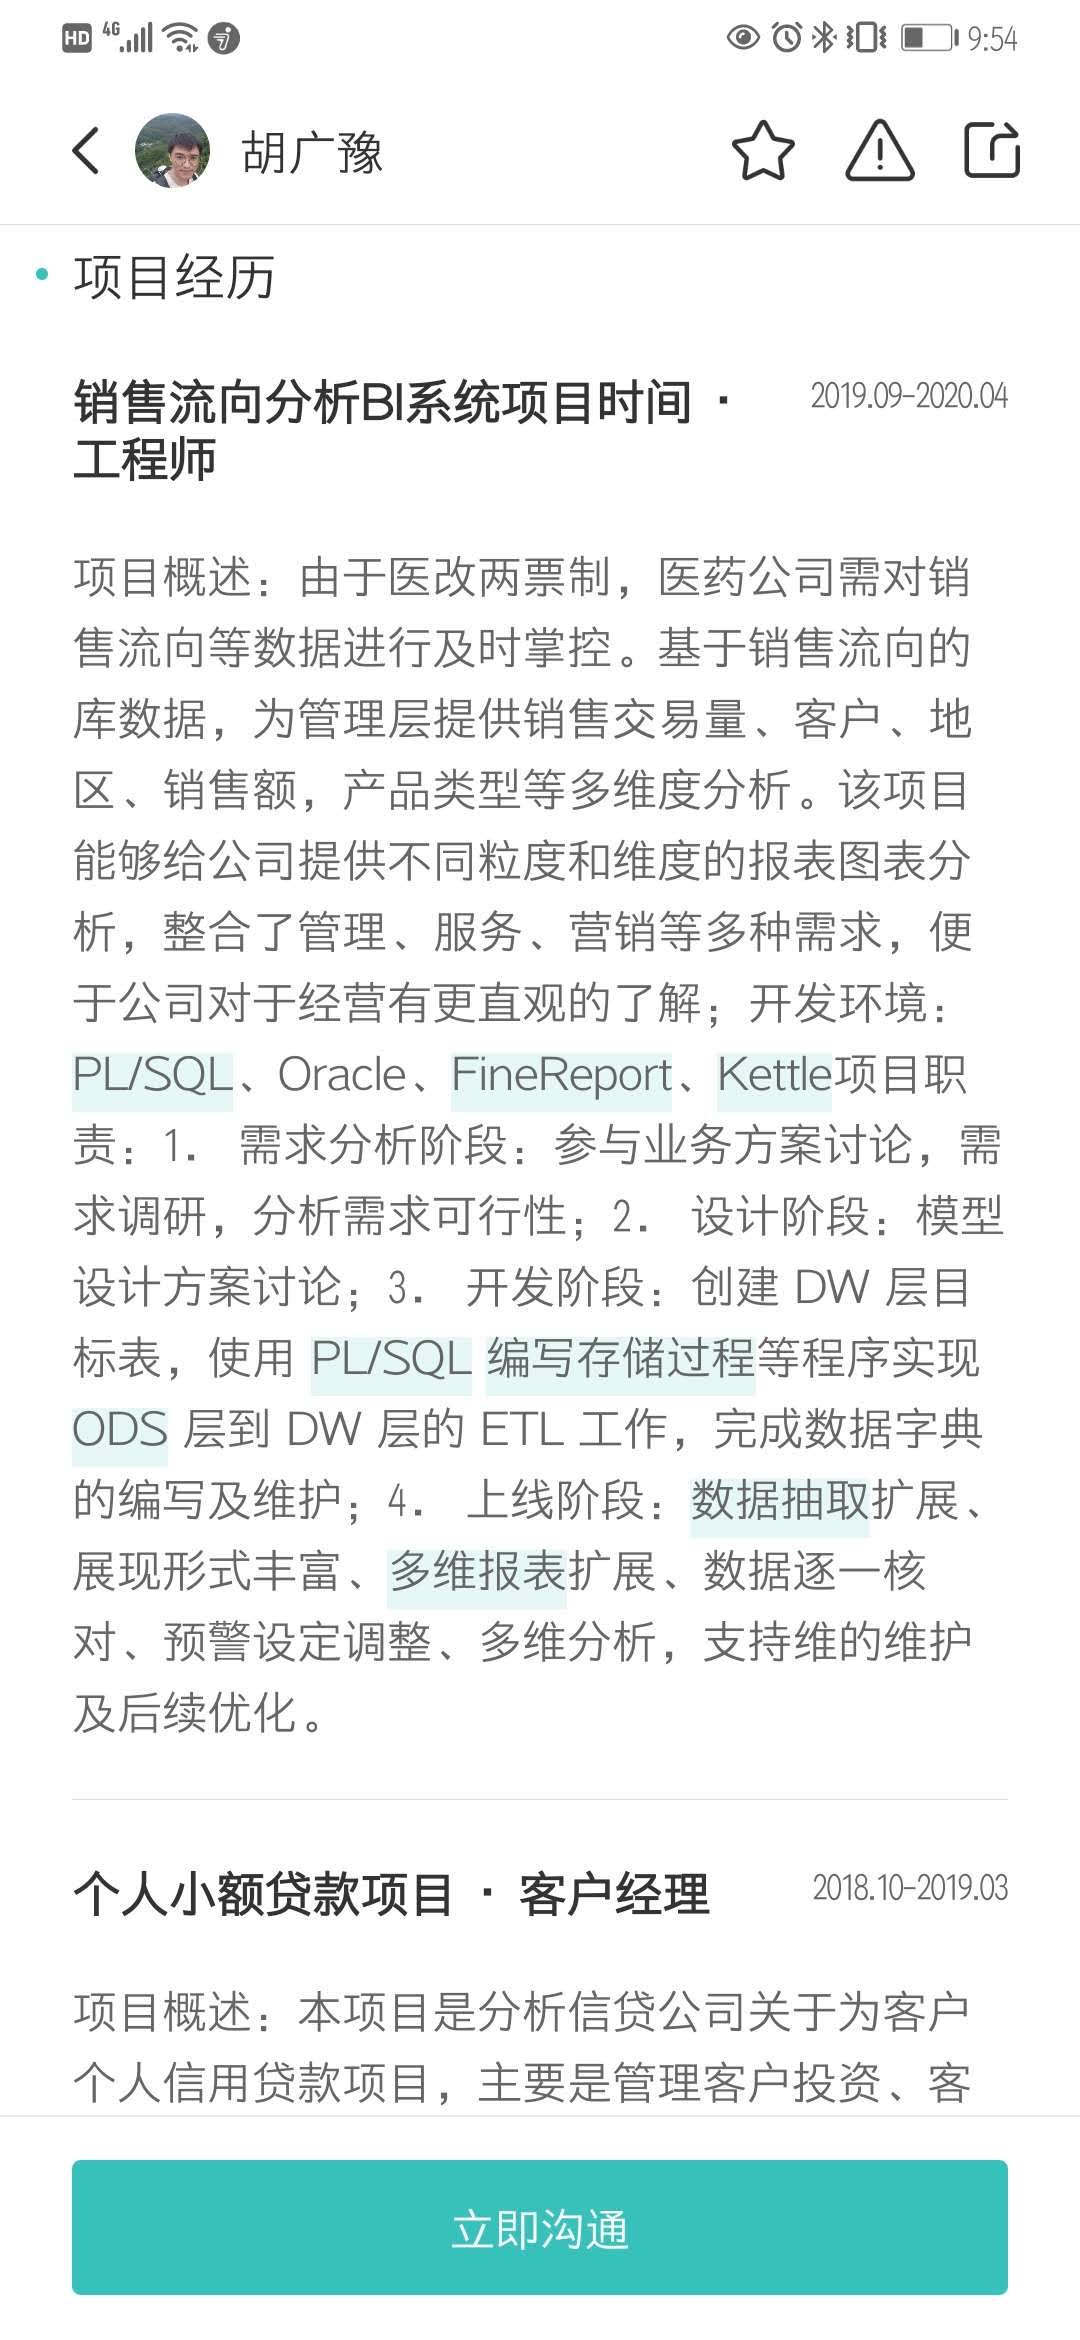 HD 4G 9:54
胡广豫
项目经历
销售流向分析BI系统项目时间 · 2019.09-2020.04
工程师
项目概述：由于医改两票制，医药公司需对销
售流向等数据进行及时掌控。基于销售流向的
库数据，为管理层提供销售交易量、客户、地
区、销售额，产品类型等多维度分析。该项目
能够给公司提供不同粒度和维度的报表图表分
析，整合了管理、服务、营销等多种需求，便
于公司对于经营有更直观的了解；开发环境：
PL/SQL、Oracle、FineReport、Kettle项目职
责：1． 需求分析阶段：参与业务方案讨论，需
求调研，分析需求可行性；2． 设计阶段：模型
设计方案讨论；3． 开发阶段：创建 DW 层目
标表，使用 PL/SQL 编写存储过程等程序实现
ODS 层到 DW 层的 ETL 工作，完成数据字典
的编写及维护；4． 上线阶段：数据抽取扩展、
展现形式丰富、多维报表扩展、数据逐一核
对、预警设定调整、多维分析，支持维的维护
及后续优化。
个人小额贷款项目 · 客户经理 2018.10-2019.03
项目概述：本项目是分析信贷公司关于为客户
个人信用贷款项目，主要是管理客户投资、客
立即沟通